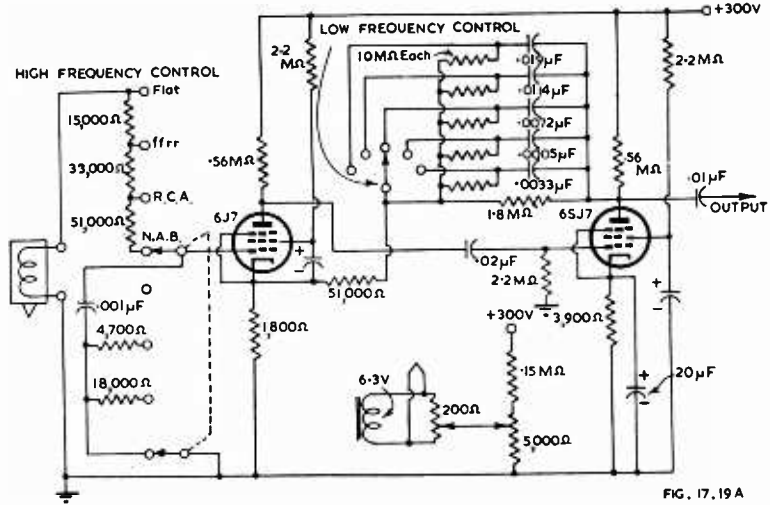 +300V
LOW FREQUENCY CONTROL
2.2
MΩ
10MΩ Each
.019µF
2.2MΩ
HIGH FREQUENCY CONTROL
Flat
15,000Ω
.0114µF
ffrr
.0072µF
33,000Ω
.56MΩ
.56
MΩ
R.C.A.
.0033µF
.01µF
OUTPUT
51,000Ω
6J7
1.8MΩ
6SJ7
N.A.B.
+
-
.02µF
.001µF
51,000Ω
2.2MΩ
+
-
4,700Ω
1,800Ω
+300V
3,900Ω
18,000Ω
6.3V
.15MΩ
+
-
20µF
200Ω
5,000Ω
FIG. 17.19A